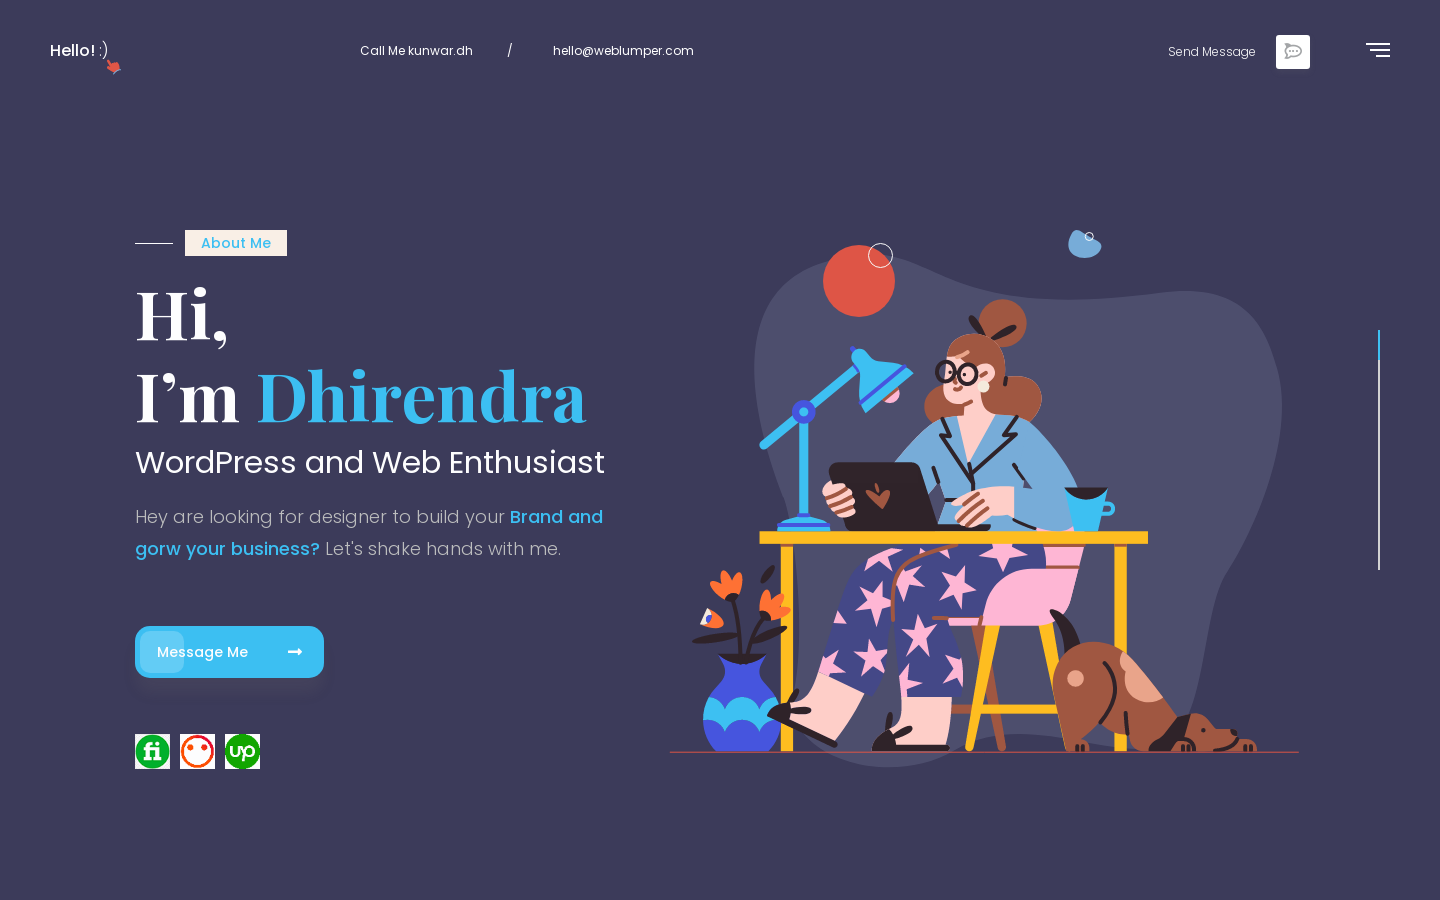 Hello! :)
Call Me kunwar.dh / hello@weblumper.com
Send Message
About Me
Hi,
I’m Dhirendra
WordPress and Web Enthusiast
Hey are looking for designer to build your Brand and
gorw your business? Let's shake hands with me.
Message Me
fi
up